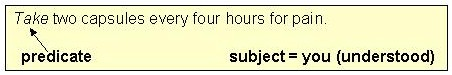 Take two capsules every four hours for pain.
predicate subject = you (understood)